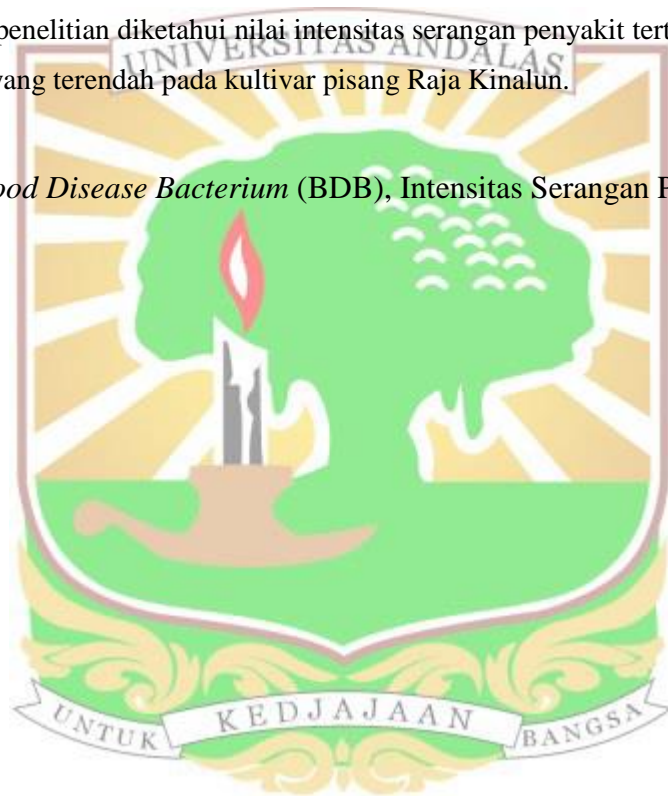 penelitian diketahui nilai intensitas serangan penyakit tert
UNIVERSITAS ANDALAS
yang terendah pada kultivar pisang Raja Kinalun.
ood Disease Bacterium (BDB), Intensitas Serangan P
UNTUK KEDJAJAAN BANGSA